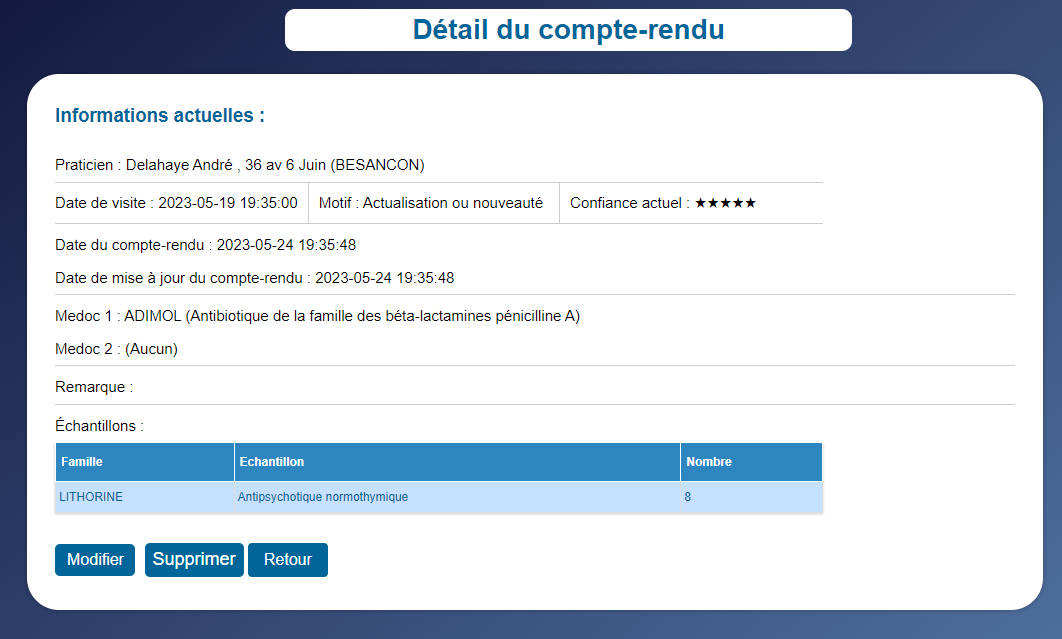 Détail du compte-rendu
Informations actuelles :
Praticien : Delahaye André , 36 av 6 Juin (BESANCON)
Date de visite : 2023-05-19 19:35:00 Motif : Actualisation ou nouveauté Confiance actuel : ★★★★★
Date du compte-rendu : 2023-05-24 19:35:48
Date de mise à jour du compte-rendu : 2023-05-24 19:35:48
Medoc 1 : ADIMOL (Antibiotique de la famille des béta-lactamines pénicilline A)
Medoc 2 : (Aucun)
Remarque :
Échantillons :
Famille Echantillon Nombre
LITHORINE Antipsychotique normothymique 8
Modifier Supprimer Retour